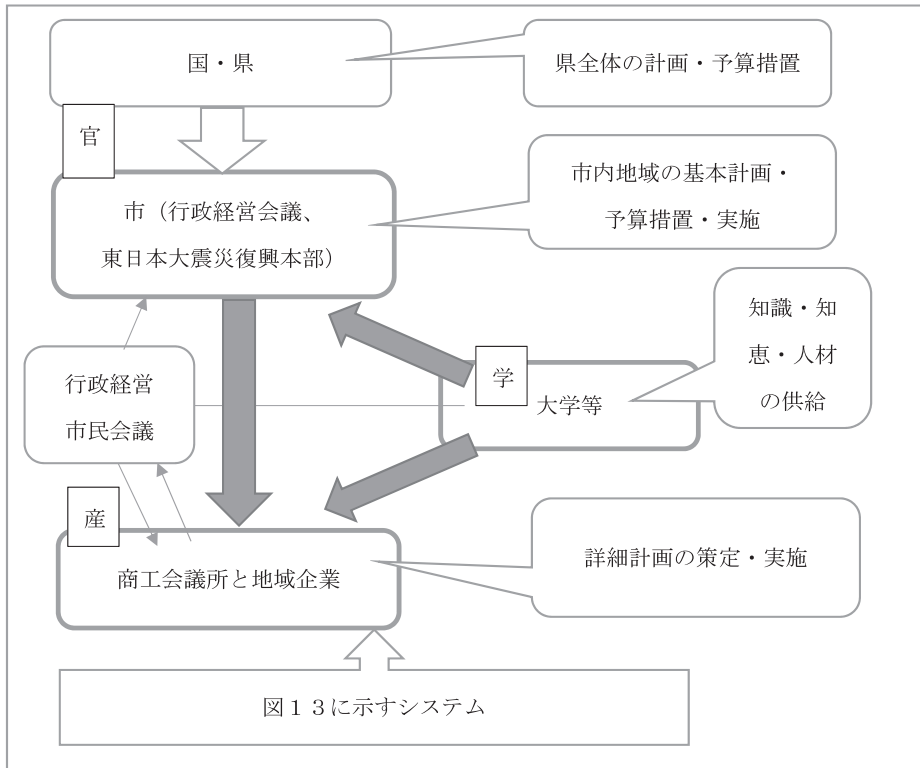 国・県
県全体の計画・予算措置
官
市内地域の基本計画・
予算措置・実施
市（行政経営会議、
東日本大震災復興本部）
知識・知
恵・人材
の供給
学
大学等
行政経営
市民会議
産
詳細計画の策定・実施
商工会議所と地域企業
図１３に示すシステム